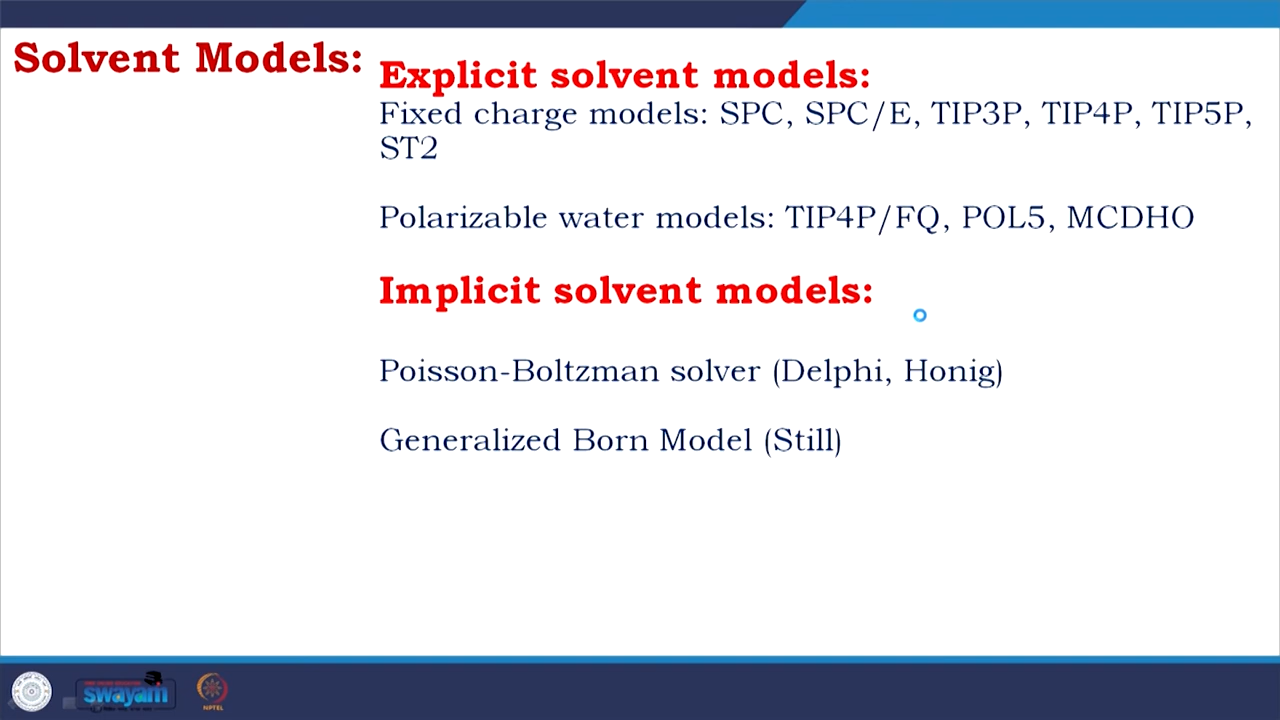 Solvent Models:
Explicit solvent models:
Fixed charge models: SPC, SPC/E, TIP3P, TIP4P, TIP5P,
ST2
Polarizable water models: TIP4P/FQ, POL5, MCDHO
Implicit solvent models:
Poisson-Boltzman solver (Delphi, Honig)
Generalized Born Model (Still)
swayam
NPTEL